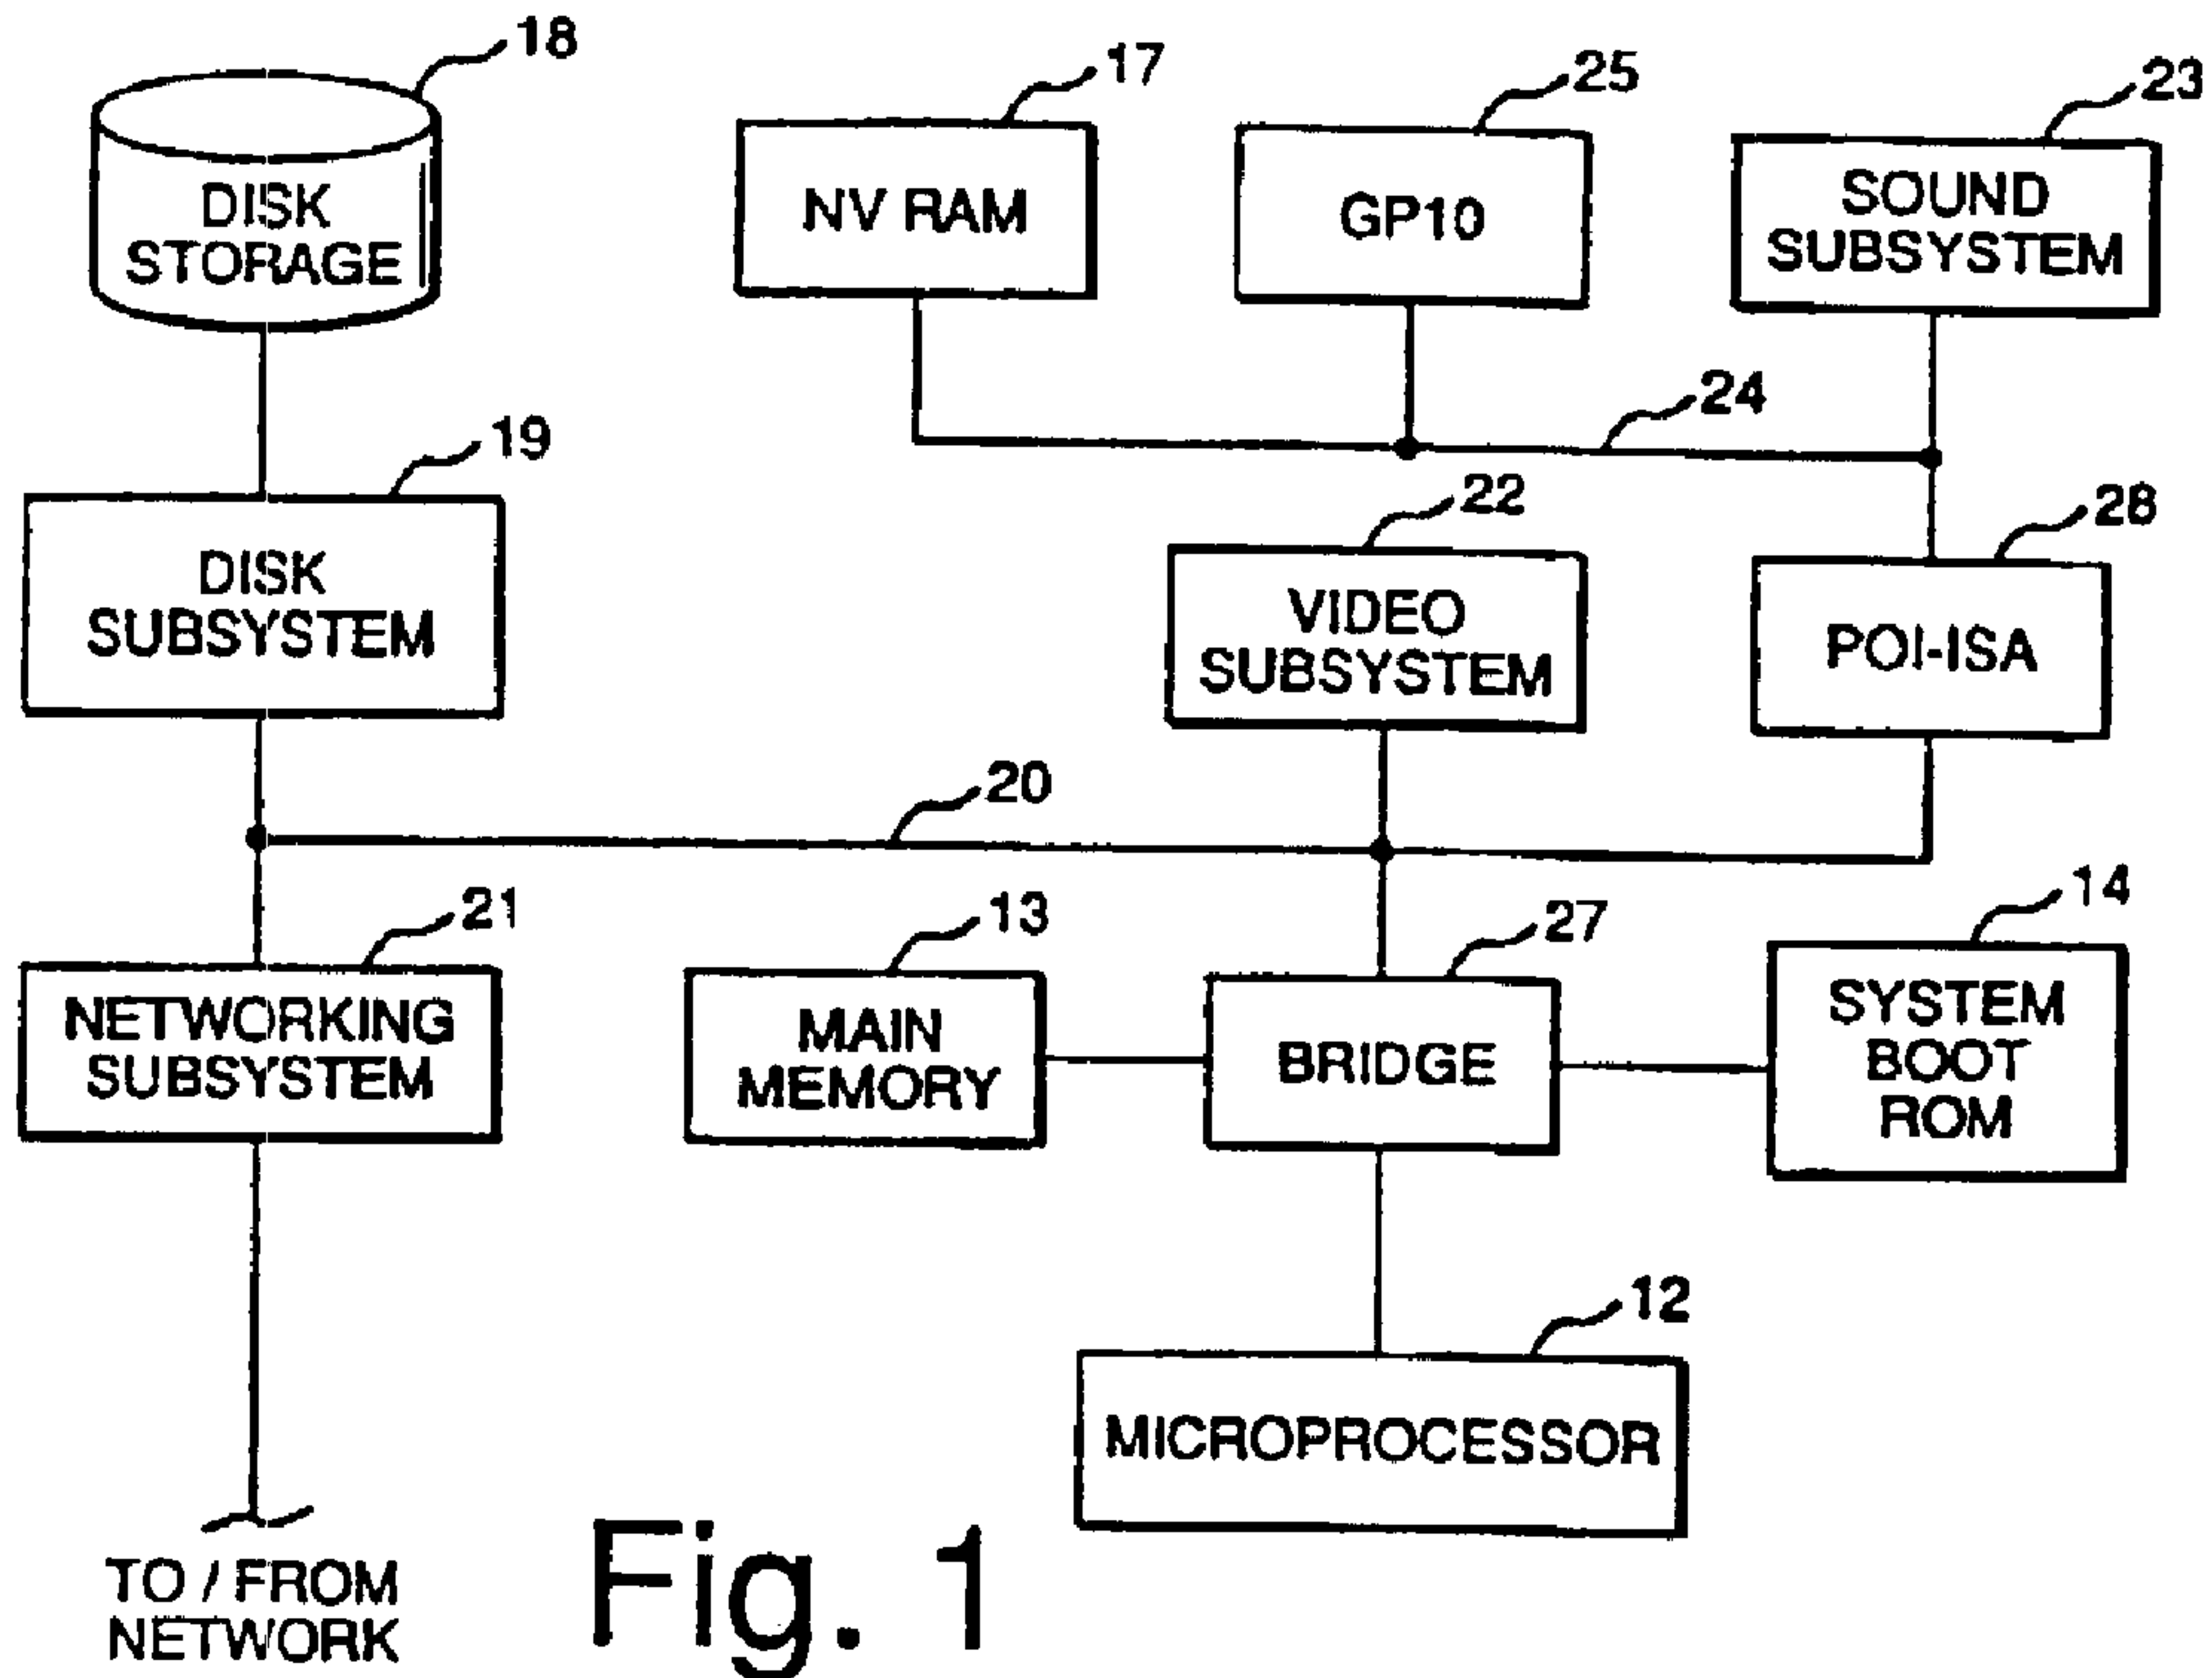 18
17
25
23
DISK
STORAGE
NV RAM
GP10
SOUND
SUBSYSTEM
24
19
22
28
DISK
SUBSYSTEM
VIDEO
SUBSYSTEM
POI-ISA
20
21
13
27
14
NETWORKING
SUBSYSTEM
MAIN
MEMORY
BRIDGE
SYSTEM
BOOT
ROM
12
MICROPROCESSOR
TO / FROM
NETWORK
Fig. 1